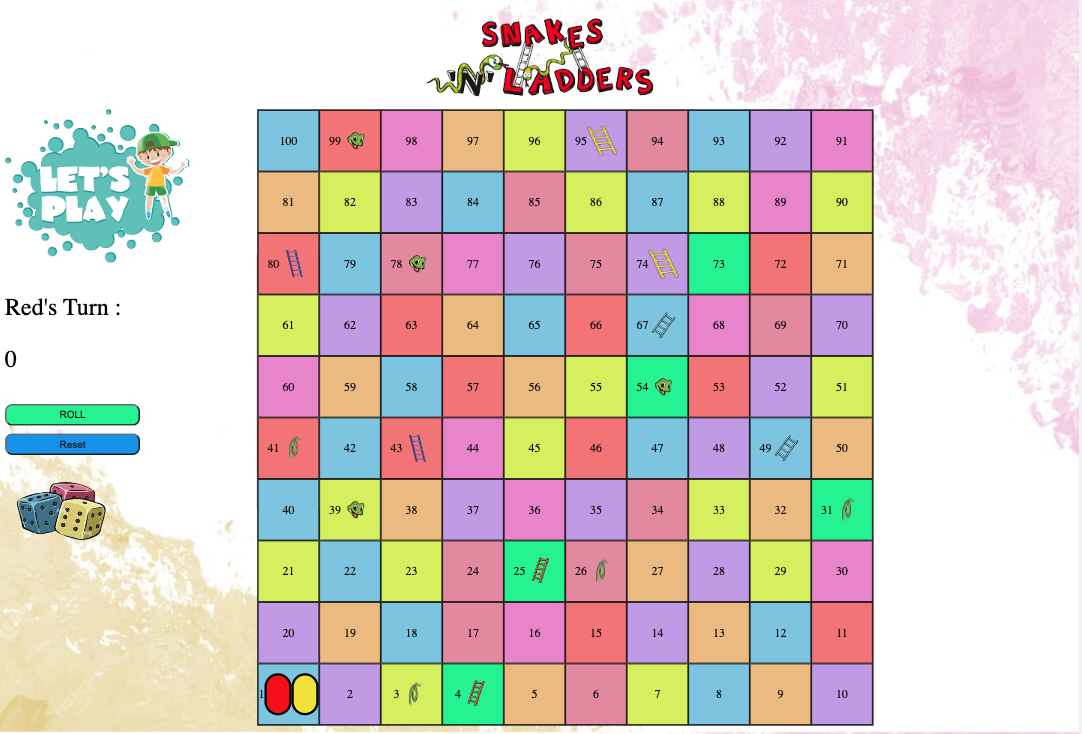 SNAKES
'N' LADDERS
LET'S
PLAY
Red's Turn :
0
ROLL
Reset
100 99 98 97 96 95 94 93 92 91
81 82 83 84 85 86 87 88 89 90
80 79 78 77 76 75 74 73 72 71
61 62 63 64 65 66 67 68 69 70
60 59 58 57 56 55 54 53 52 51
41 42 43 44 45 46 47 48 49 50
40 39 38 37 36 35 34 33 32 31
21 22 23 24 25 26 27 28 29 30
20 19 18 17 16 15 14 13 12 11
1 2 3 4 5 6 7 8 9 10